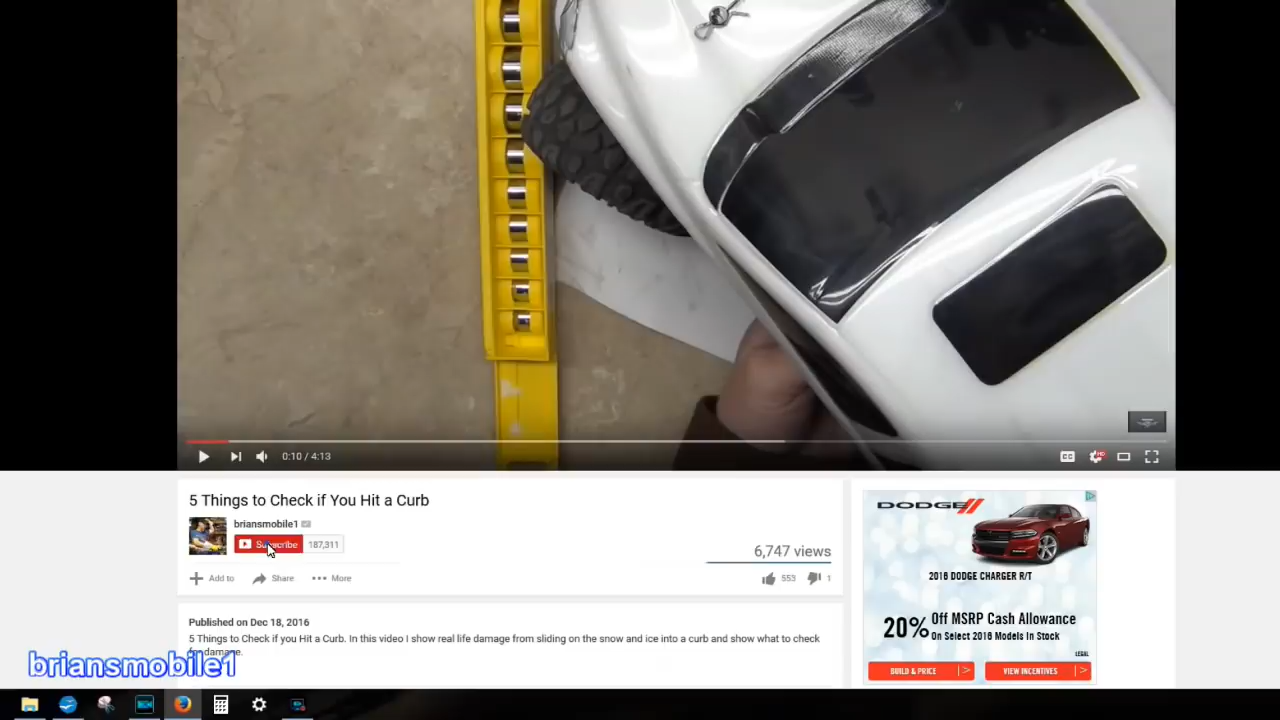 0:10 / 4:13
CC
HD
5 Things to Check if You Hit a Curb
briansmobile1
Subscribe 187,311
6,747 views
Add to Share More
553 1
Published on Dec 18, 2016
5 Things to Check if you Hit a Curb. In this video I show real life damage from sliding on the snow and ice into a curb and show what to check
for damage.
briansmobile1
DODGE
2016 DODGE CHARGER R/T
20% Off MSRP Cash Allowance
On Select 2016 Models In Stock
LEGAL
BUILD & PRICE
VIEW INCENTIVES